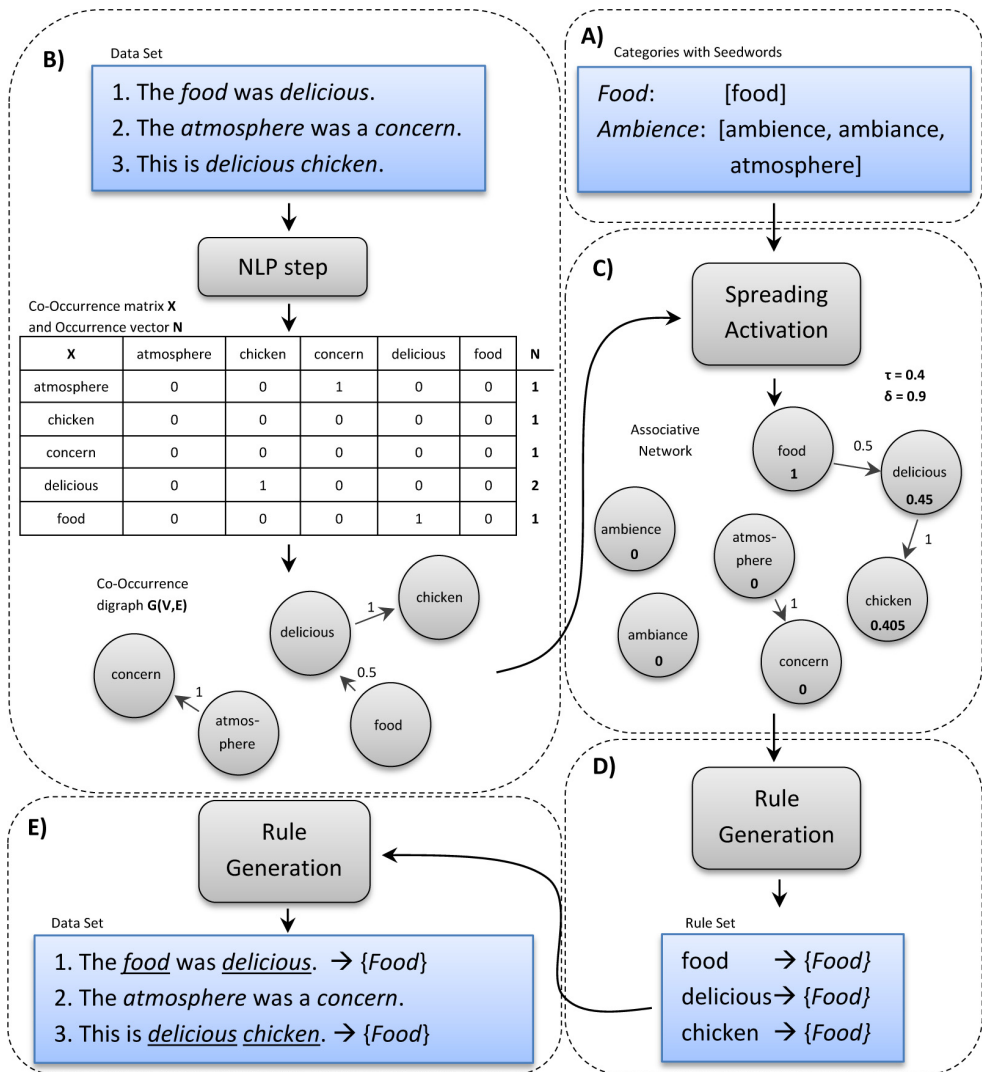 A)
Categories with Seedwords
Food: [food]
Ambience: [ambience, ambiance,
atmosphere]
B)
Data Set
1. The food was delicious.
2. The atmosphere was a concern.
3. This is delicious chicken.
NLP step
Co-Occurrence matrix X
and Occurrence vector N
X atmosphere chicken concern delicious food N
atmosphere 0 0 1 0 0 1
chicken 0 0 0 0 0 1
concern 0 0 0 0 0 1
delicious 0 1 0 0 0 2
food 0 0 0 1 0 1
Co-Occurrence
digraph G(V,E)
chicken
1
delicious
0.5
food
concern
1
atmos-
phere
C)
Spreading
Activation
τ = 0.4
δ = 0.9
Associative
Network
food
1
0.5
delicious
0.45
1
chicken
0.405
ambience
0
atmos-
phere
0
1
ambiance
0
concern
0
D)
Rule
Generation
Rule Set
food → {Food}
delicious → {Food}
chicken → {Food}
E)
Rule
Generation
Data Set
1. The food was delicious. → {Food}
2. The atmosphere was a concern.
3. This is delicious chicken. → {Food}